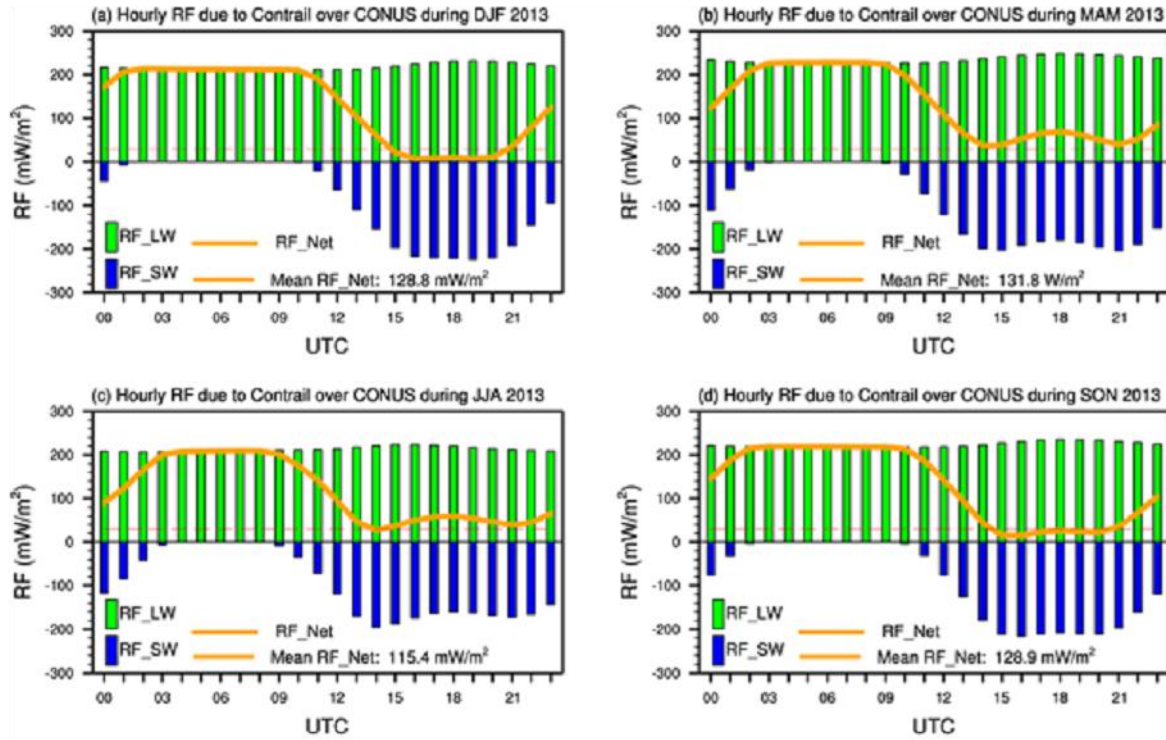 (a) Hourly RF due to Contrail over CONUS during DJF 2013
300
200
100
0
-100
-200
-300
RF (mW/m²)
RF_LW
RF_Net
RF_SW
Mean RF_Net: 128.8 mW/m²
00 03 06 09 12 15 18 21
UTC
(b) Hourly RF due to Contrail over CONUS during MAM 2013
300
200
100
0
-100
-200
-300
RF (mW/m²)
RF_LW
RF_Net
RF_SW
Mean RF_Net: 131.8 W/m²
00 03 06 09 12 15 18 21
UTC
(c) Hourly RF due to Contrail over CONUS during JJA 2013
300
200
100
0
-100
-200
-300
RF (mW/m²)
RF_LW
RF_Net
RF_SW
Mean RF_Net: 115.4 mW/m²
00 03 06 09 12 15 18 21
UTC
(d) Hourly RF due to Contrail over CONUS during SON 2013
300
200
100
0
-100
-200
-300
RF (mW/m²)
RF_LW
RF_Net
RF_SW
Mean RF_Net: 128.9 mW/m²
00 03 06 09 12 15 18 21
UTC